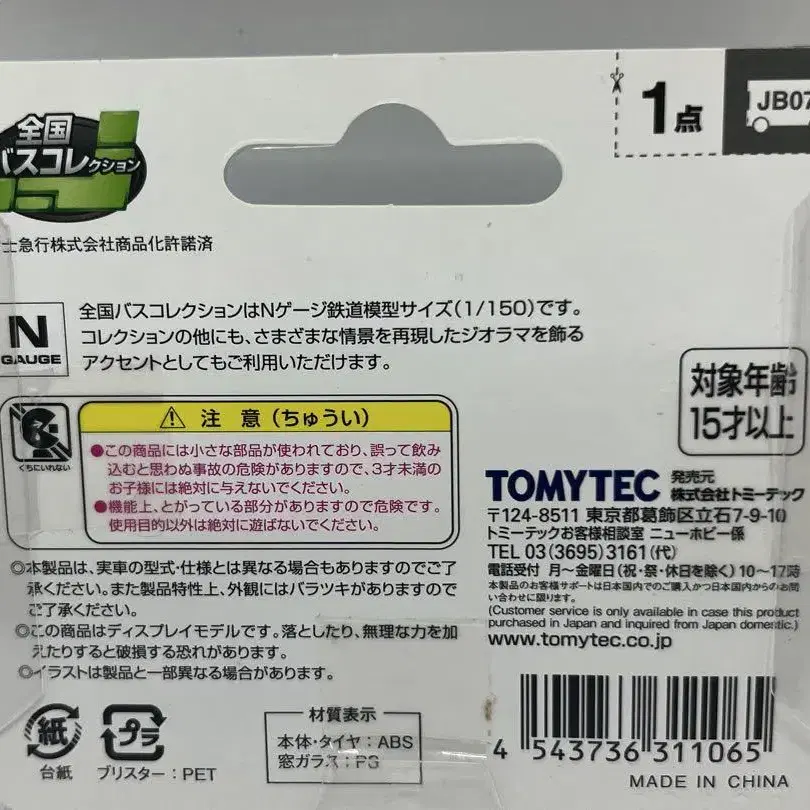 全国
バスコレクション
1点
JB07
士急行株式会社商品化許諾済
N
GAUGE
全国バスコレクションはNゲージ鉄道模型サイズ(1/150)です。
コレクションの他にも、さまざまな情景を再現したジオラマを飾る
アクセントとしてもご利用いただけます。
対象年齢
15才以上
くちにいれない
注 意(ちゅうい)
●この商品には小さな部品が使われており、誤って飲み
込むと思わぬ事故の危険がありますので、3才未満の
お子様には絶対に与えないでください。
●機能上、とがっている部分がありますので危険です。
使用目的以外は絶対に遊ばないでください。
TOMYTEC 発売元
株式会社トミーテック
〒124-8511 東京都葛飾区立石7-9-10
トミーテックお客様相談室 ニューホビー係
TEL 03(3695)3161(代)
電話受付 月~金曜日(祝・祭・休日を除く)10~17時
本製品のお客様サポートは日本国内でのご購入かつ日本国内からのお問
い合わせに限ります。
(Customer service is only available in case this product
purchased in Japan and inquired from Japan domestic.)
www.tomytec.co.jp
◎本製品は、実車の型式・仕様とは異なる場合もありますのでご了
承ください。また製品特性上、外観にはバラツキがありますので
ご了承ください。
◎この商品はディスプレイモデルです。落としたり、無理な力を加
えたりすると破損する恐れがあります。
◎イラストは製品と一部異なる場合があります。
紙
台紙
プラ
ブリスター:PET
材質表示
本体・タイヤ:ABS
窓ガラス:PS
4 543736 311065
MADE IN CHINA